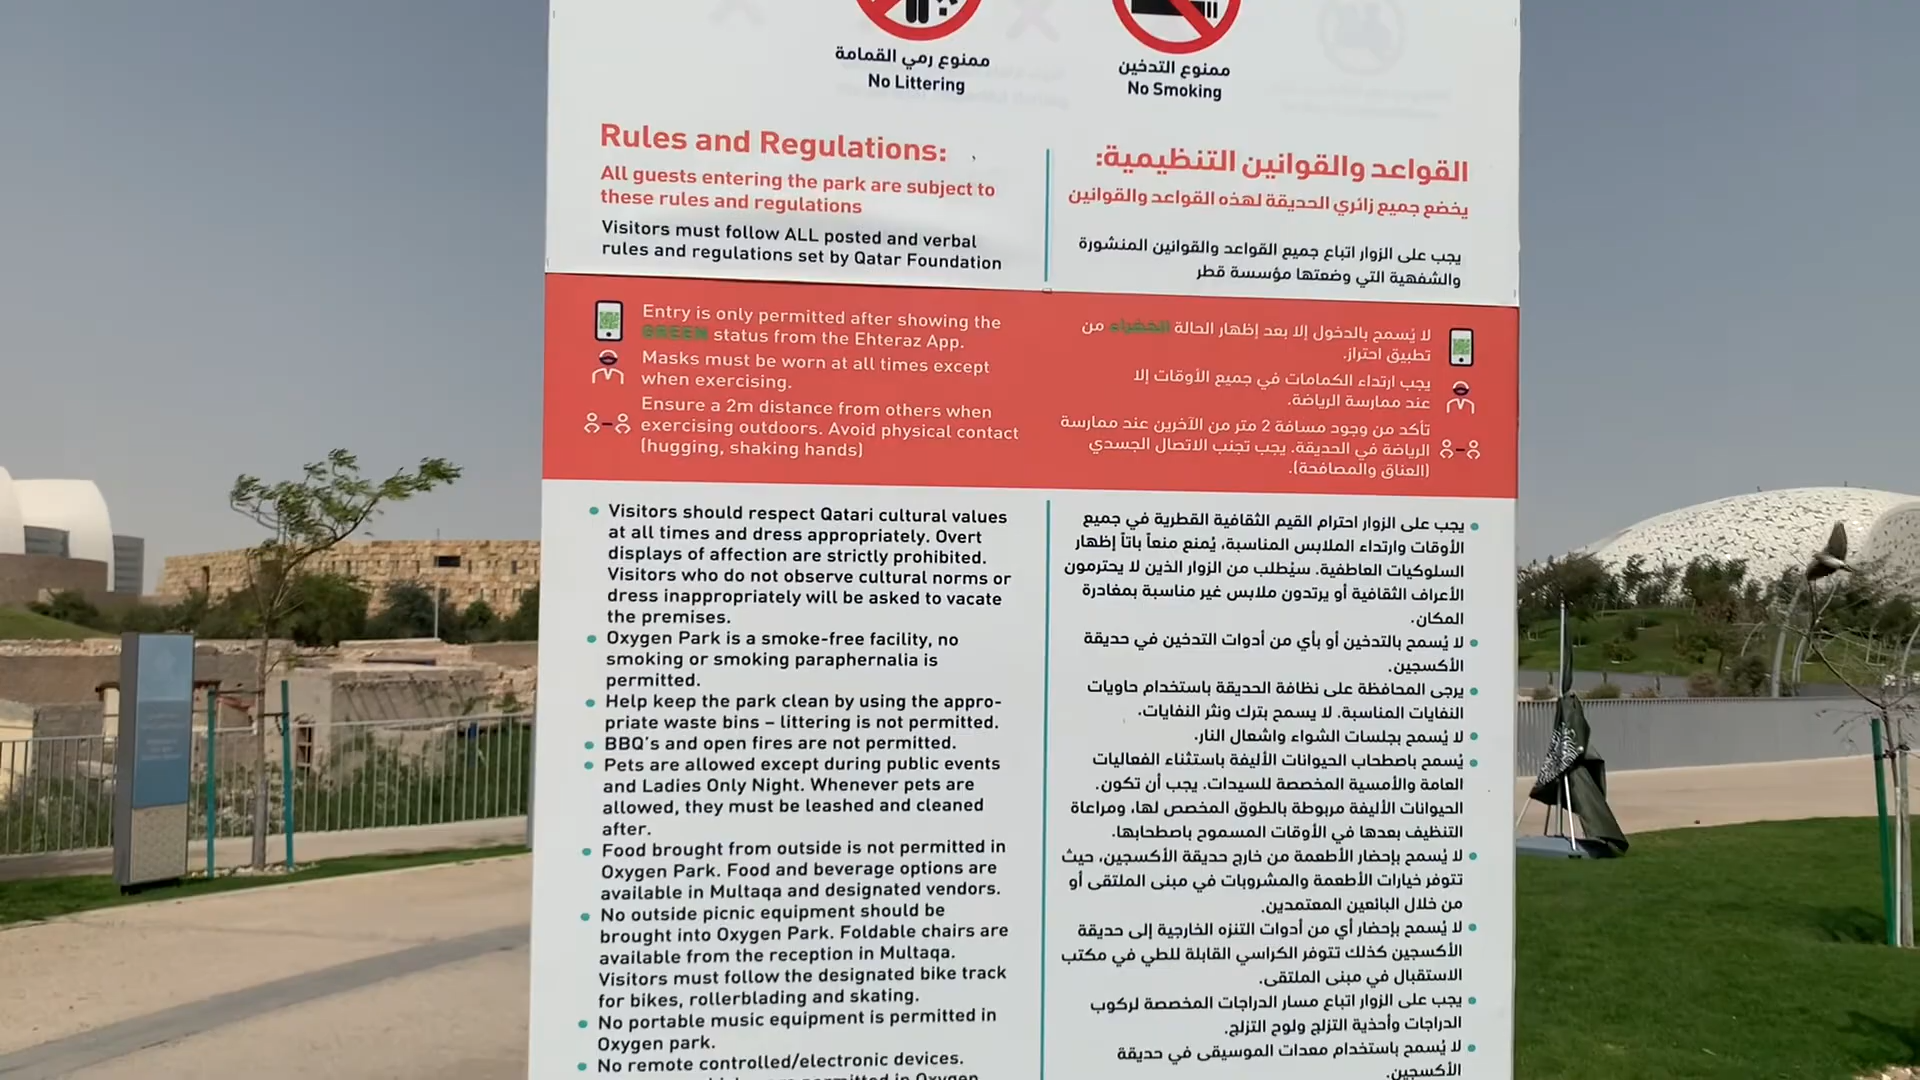 ممنوع رمي القمامة
No Littering
ممنوع التدخين
No Smoking
Rules and Regulations:
All guests entering the park are subject to
these rules and regulations
Visitors must follow ALL posted and verbal
rules and regulations set by Qatar Foundation
القواعد والقوانين التنظيمية:
يخضع جميع زائري الحديقة لهذه القواعد والقوانين
يجب على الزوار اتباع جميع القواعد والقوانين المنشورة
والشفهية التي وضعتها مؤسسة قطر
Entry is only permitted after showing the
GREEN status from the Ehteraz App.
Masks must be worn at all times except
when exercising.
Ensure a 2m distance from others when
exercising outdoors. Avoid physical contact
(hugging, shaking hands)
لا يُسمح بالدخول إلا بعد إظهار الحالة الخضراء من
تطبيق احتراز.
يجب ارتداء الكمامات في جميع الأوقات إلا
عند ممارسة الرياضة.
تأكد من وجود مسافة 2 متر من الآخرين عند ممارسة
الرياضة في الحديقة. يجب تجنب الاتصال الجسدي
(العناق والمصافحة).
• Visitors should respect Qatari cultural values
at all times and dress appropriately. Overt
displays of affection are strictly prohibited.
Visitors who do not observe cultural norms or
dress inappropriately will be asked to vacate
the premises.
• Oxygen Park is a smoke-free facility, no
smoking or smoking paraphernalia is
permitted.
• Help keep the park clean by using the appro-
priate waste bins – littering is not permitted.
• BBQ's and open fires are not permitted.
• Pets are allowed except during public events
and Ladies Only Night. Whenever pets are
allowed, they must be leashed and cleaned
after.
• Food brought from outside is not permitted in
Oxygen Park. Food and beverage options are
available in Multaqa and designated vendors.
• No outside picnic equipment should be
brought into Oxygen Park. Foldable chairs are
available from the reception in Multaqa.
Visitors must follow the designated bike track
for bikes, rollerblading and skating.
• No portable music equipment is permitted in
Oxygen park.
• No remote controlled/electronic devices.
• يجب على الزوار احترام القيم الثقافية القطرية في جميع
الأوقات وارتداء الملابس المناسبة، يُمنع منعاً باتاً إظهار
السلوكيات العاطفية. سيُطلب من الزوار الذين لا يحترمون
الأعراف الثقافية أو يرتدون ملابس غير مناسبة بمغادرة
المكان.
• لا يُسمح بالتدخين أو بأي من أدوات التدخين في حديقة
الأكسجين.
• يرجى المحافظة على نظافة الحديقة باستخدام حاويات
النفايات المناسبة. لا يسمح بترك ونثر النفايات.
• لا يُسمح بجلسات الشواء واشعال النار.
• يُسمح باصطحاب الحيوانات الأليفة باستثناء الفعاليات
العامة والأمسية المخصصة للسيدات. يجب أن تكون.
الحيوانات الأليفة مربوطة بالطوق المخصص لها، ومراعاة
التنظيف بعدها في الأوقات المسموح باصطحابها.
• لا يُسمح بإحضار الأطعمة من خارج حديقة الأكسجين، حيث
تتوفر خيارات الأطعمة والمشروبات في مبنى الملتقى أو
من خلال البائعين المعتمدين.
• لا يُسمح بإحضار أي من أدوات التنزه الخارجية إلى حديقة
الأكسجين كذلك تتوفر الكراسي القابلة للطي في مكتب
الاستقبال في مبنى الملتقى.
• يجب على الزوار اتباع مسار الدراجات المخصصة لركوب
الدراجات وأحذية التزلج ولوح التزلج.
• لا يُسمح باستخدام معدات الموسيقى في حديقة
الأكسجين.